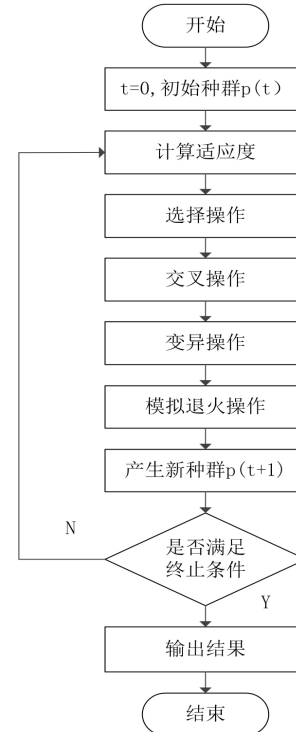 开始
t=0,初始种群p(t)
计算适应度
选择操作
交叉操作
变异操作
模拟退火操作
产生新种群p(t+1)
N
是否满足
终止条件
Y
输出结果
结束